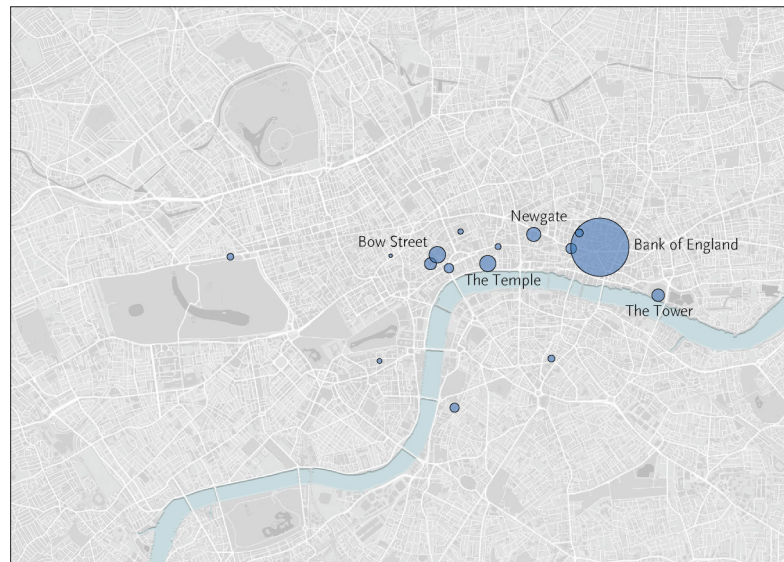 Newgate
Bow Street
Bank of England
The Temple
The Tower